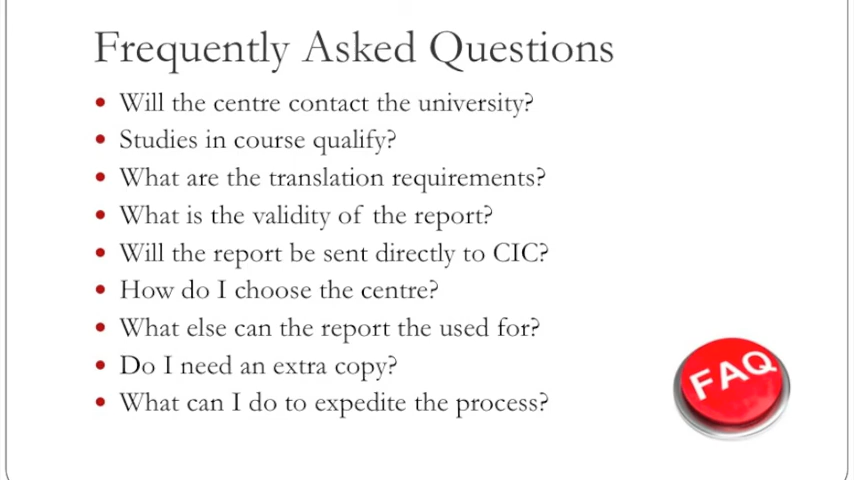 Frequently Asked Questions
• Will the centre contact the university?
• Studies in course qualify?
• What are the translation requirements?
• What is the validity of the report?
• Will the report be sent directly to CIC?
• How do I choose the centre?
• What else can the report the used for?
• Do I need an extra copy?
• What can I do to expedite the process?
FAQ